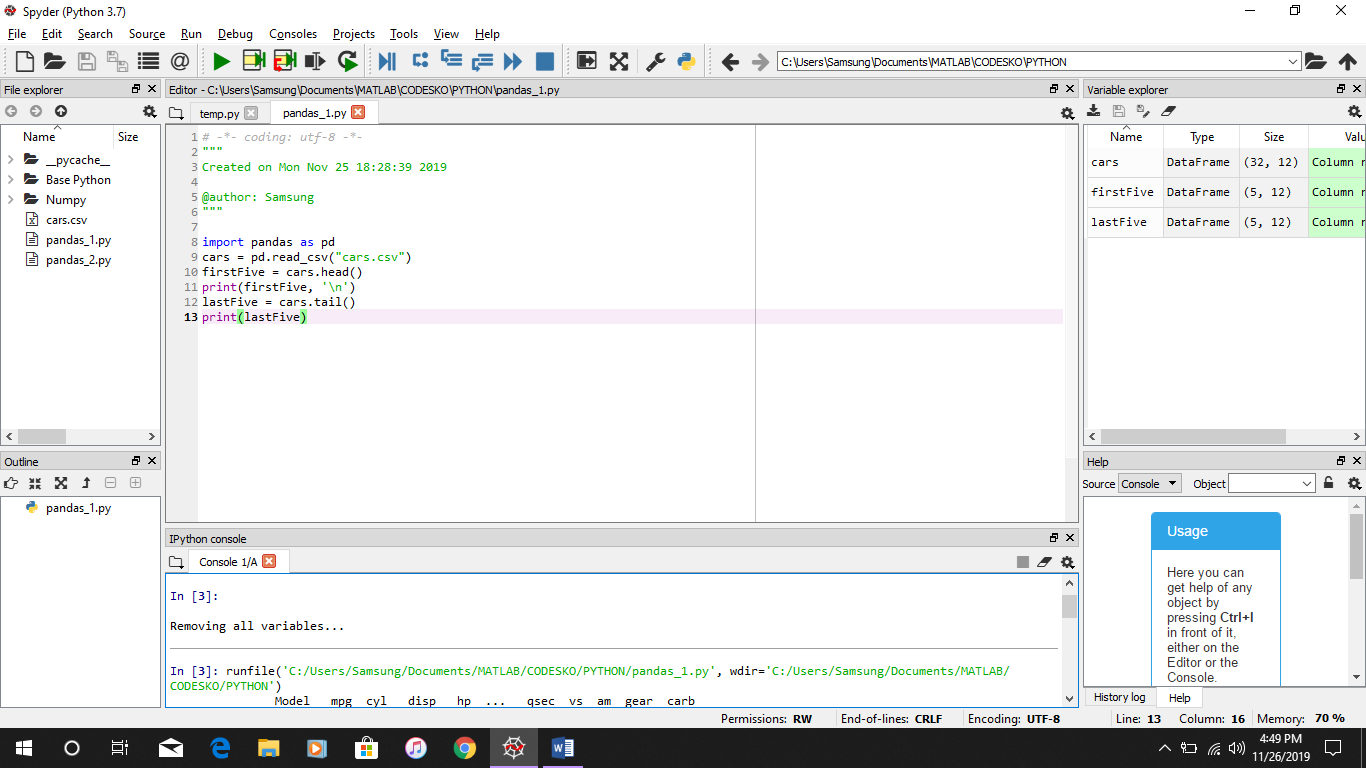 Spyder (Python 3.7)
File Edit Search Source Run Debug Consoles Projects Tools View Help
C:\Users\Samsung\Documents\MATLAB\CODESKO\PYTHON
File explorer
Name Size
__pycache__
Base Python
Numpy
cars.csv
pandas_1.py
pandas_2.py
Outline
pandas_1.py
Editor - C:\Users\Samsung\Documents\MATLAB\CODESKO\PYTHON\pandas_1.py
temp.py pandas_1.py
1 # -*- coding: utf-8 -*-
2 """
3 Created on Mon Nov 25 18:28:39 2019
4
5 @author: Samsung
6 """
7
8 import pandas as pd
9 cars = pd.read_csv("cars.csv")
10 firstFive = cars.head()
11 print(firstFive, '\n')
12 lastFive = cars.tail()
13 print(lastFive)
IPython console
Console 1/A
In [3]:
Removing all variables...
In [3]: runfile('C:/Users/Samsung/Documents/MATLAB/CODESKO/PYTHON/pandas_1.py', wdir='C:/Users/Samsung/Documents/MATLAB/
CODESKO/PYTHON')
Model mpg cyl disp hp ... qsec vs am gear carb
Variable explorer
Name Type Size Valu
cars DataFrame (32, 12) Column n
firstFive DataFrame (5, 12) Column n
lastFive DataFrame (5, 12) Column n
Help
Source Console Object
Usage
Here you can
get help of any
object by
pressing Ctrl+I
in front of it,
either on the
Editor or the
Console.
History log Help
Permissions: RW End-of-lines: CRLF Encoding: UTF-8 Line: 13 Column: 16 Memory: 70 %
4:49 PM
11/26/2019